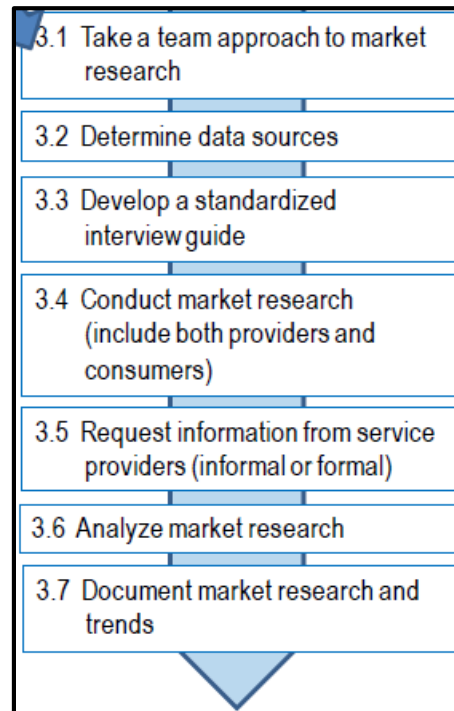 3.1 Take a team approach to market
research
3.2 Determine data sources
3.3 Develop a standardized
interview guide
3.4 Conduct market research
(include both providers and
consumers)
3.5 Request information from service
providers (informal or formal)
3.6 Analyze market research
3.7 Document market research and
trends